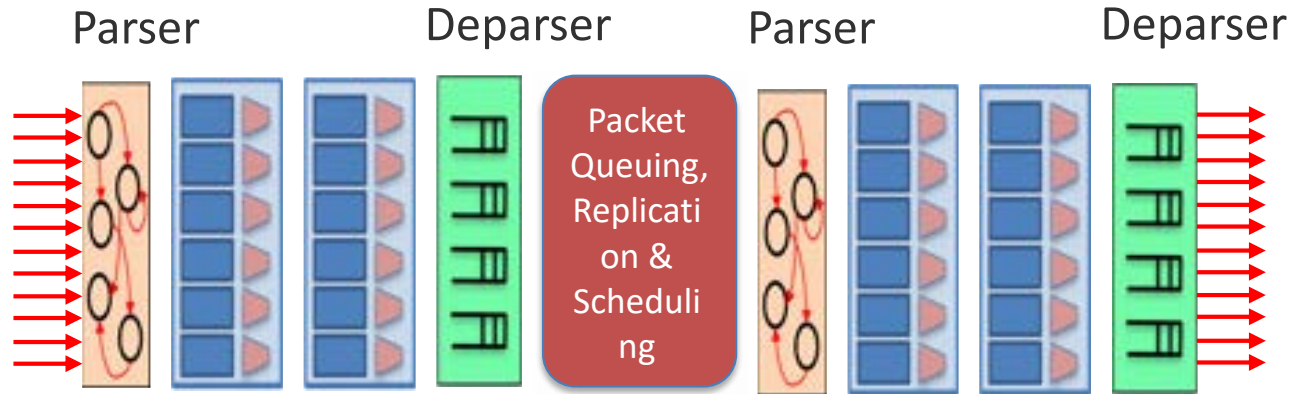 Parser
Deparser
Parser
Deparser
Packet
Queuing,
Replicati
on &
Scheduli
ng